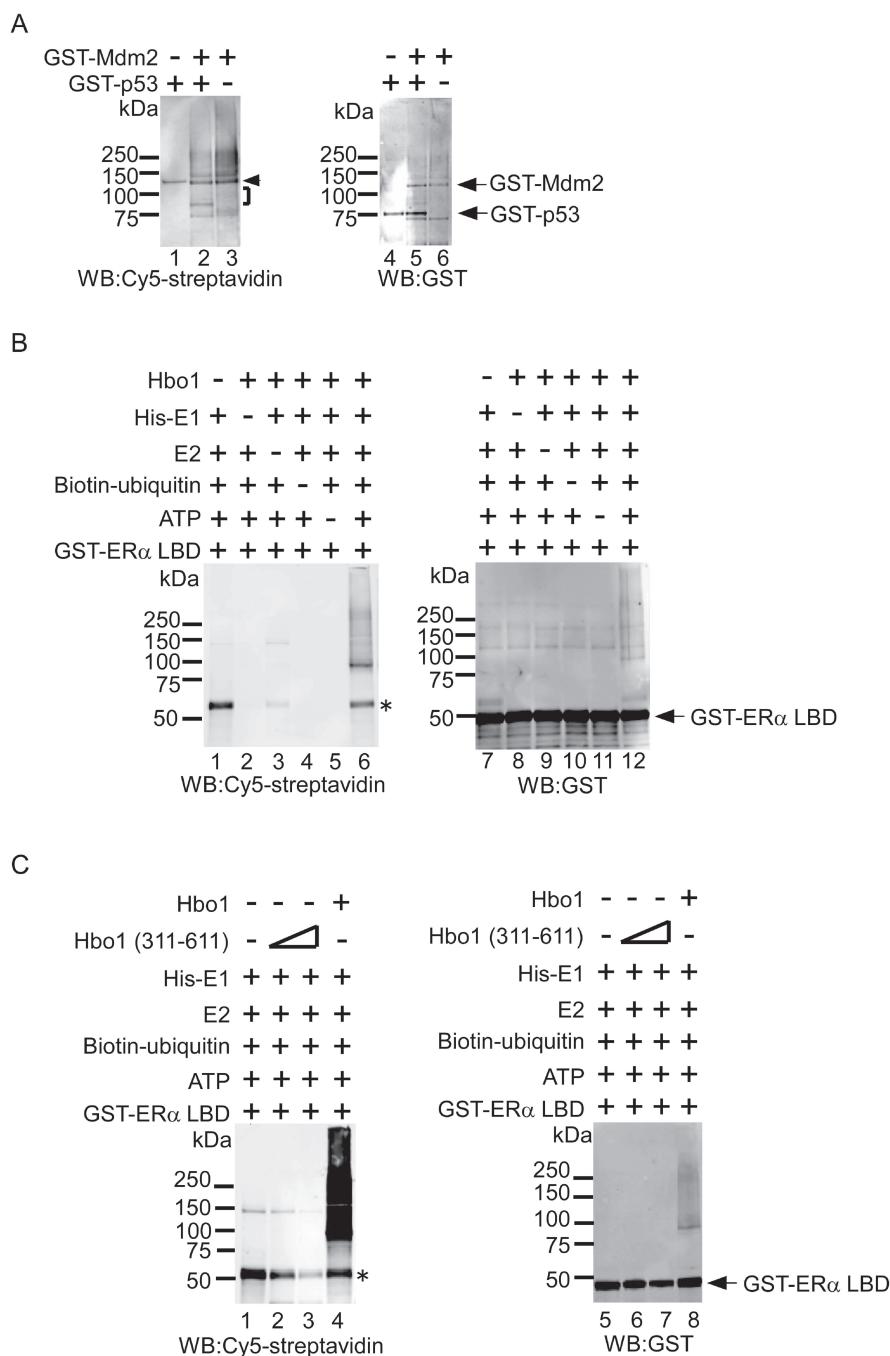 A
GST-Mdm2 - + +
GST-p53 + + -
kDa
250
150
100
75
1 2 3
WB:Cy5-streptavidin
- + +
+ + -
kDa
250
150
100
75
GST-Mdm2
GST-p53
4 5 6
WB:GST
B
Hbo1 - + + + + +
His-E1 + - + + + +
E2 + + - + + +
Biotin-ubiquitin + + + - + +
ATP + + + + - +
GST-ERα LBD + + + + + +
kDa
250
150
100
75
50
*
1 2 3 4 5 6
WB:Cy5-streptavidin
- + + + + +
+ - + + + +
+ + - + + +
+ + + - + +
+ + + + - +
+ + + + + +
kDa
250
150
100
75
50
GST-ERα LBD
7 8 9 10 11 12
WB:GST
C
Hbo1 - - - +
Hbo1 (311-611) - -
His-E1 + + + +
E2 + + + +
Biotin-ubiquitin + + + +
ATP + + + +
GST-ERα LBD + + + +
kDa
250
150
100
75
50
*
1 2 3 4
WB:Cy5-streptavidin
Hbo1 - - - +
Hbo1 (311-611) - -
His-E1 + + + +
E2 + + + +
Biotin-ubiquitin + + + +
ATP + + + +
GST-ERα LBD + + + +
kDa
250
150
100
75
50
GST-ERα LBD
5 6 7 8
WB:GST